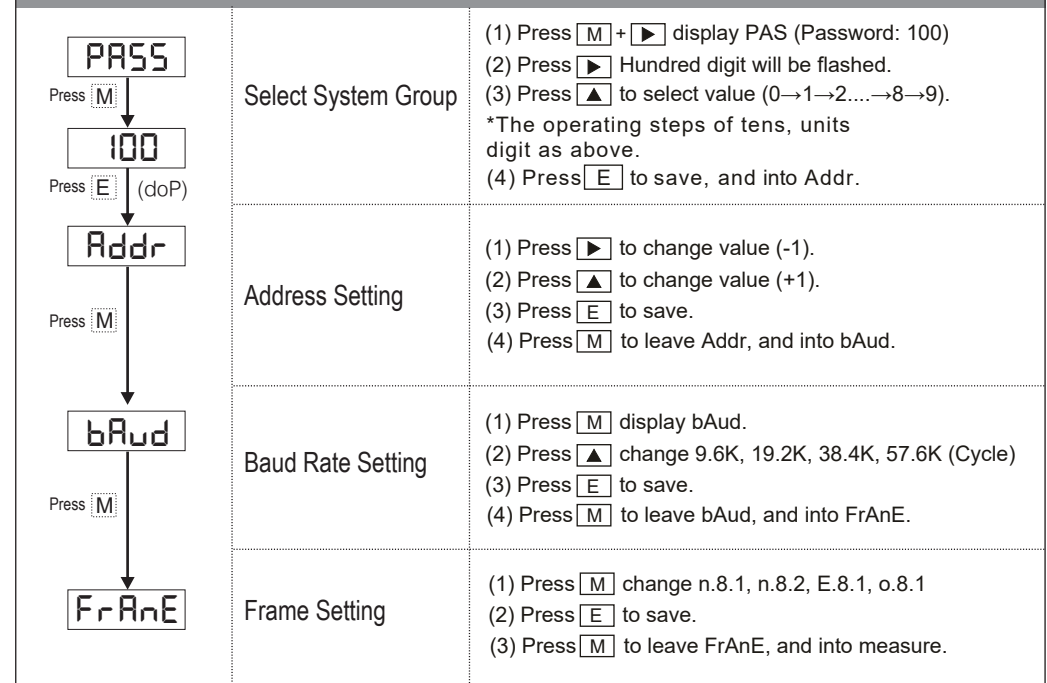 PASS
Press M
100
Press E (doP)
Addr
Press M
bAud
Press M
FrAnE
Select System Group
(1) Press M + ▶ display PAS (Password: 100)
(2) Press ▶ Hundred digit will be flashed.
(3) Press ▲ to select value (0→1→2....→8→9).
*The operating steps of tens, units
digit as above.
(4) Press E to save, and into Addr.
Address Setting
(1) Press ▶ to change value (-1).
(2) Press ▲ to change value (+1).
(3) Press E to save.
(4) Press M to leave Addr, and into bAud.
Baud Rate Setting
(1) Press M display bAud.
(2) Press ▲ change 9.6K, 19.2K, 38.4K, 57.6K (Cycle)
(3) Press E to save.
(4) Press M to leave bAud, and into FrAnE.
Frame Setting
(1) Press M change n.8.1, n.8.2, E.8.1, o.8.1
(2) Press E to save.
(3) Press M to leave FrAnE, and into measure.